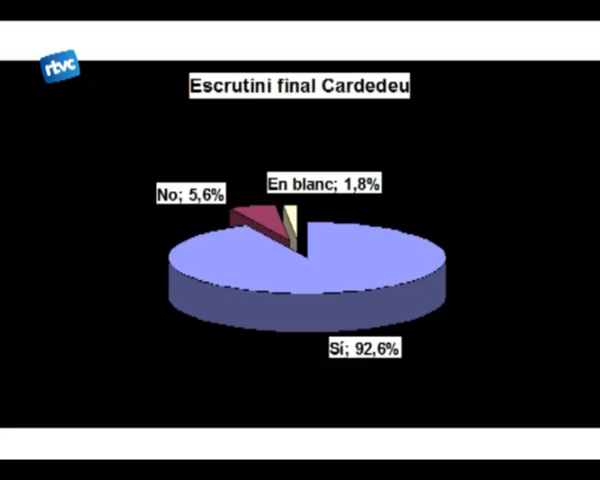 rtvc
Escrutini final Cardedeu
En blanc; 1,8%
No; 5,6%
Sí; 92,6%